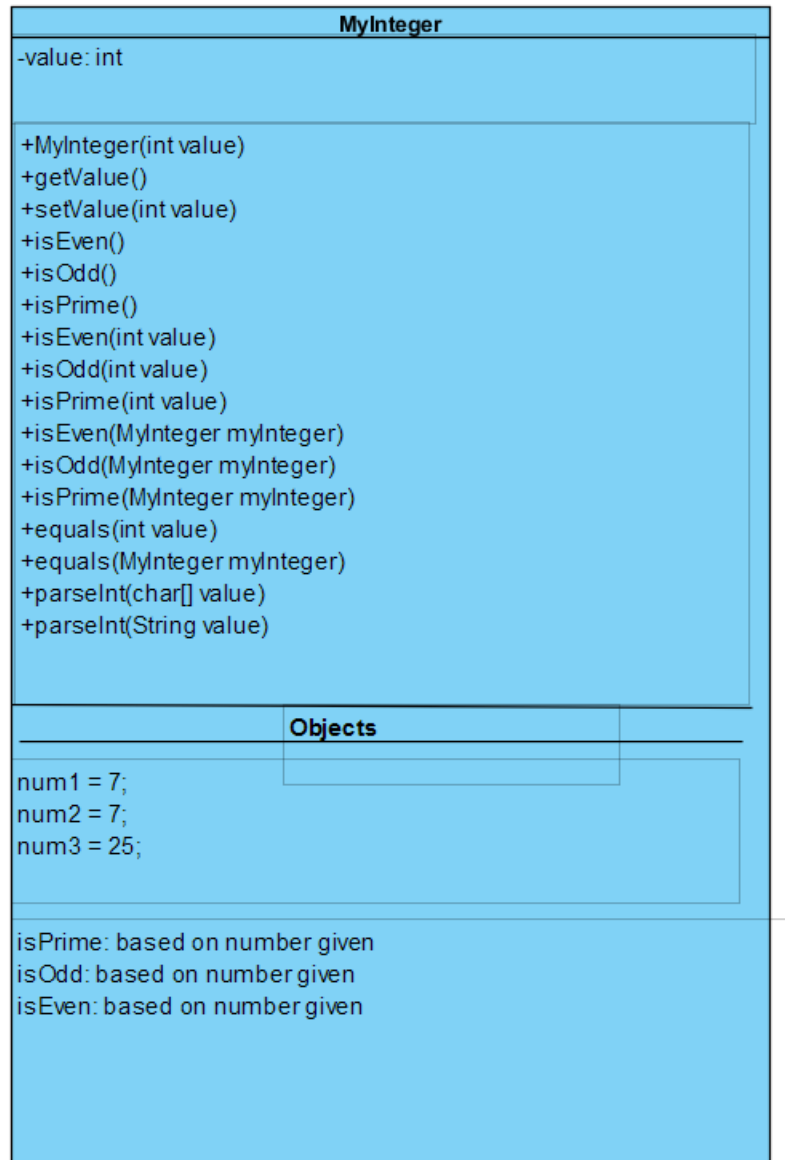 MyInteger
-value: int
+MyInteger(int value)
+getValue()
+setValue(int value)
+isEven()
+isOdd()
+isPrime()
+isEven(int value)
+isOdd(int value)
+isPrime(int value)
+isEven(MyInteger myInteger)
+isOdd(MyInteger myInteger)
+isPrime(MyInteger myInteger)
+equals(int value)
+equals(MyInteger myInteger)
+parseInt(char[] value)
+parseInt(String value)
Objects
num1 = 7;
num2 = 7;
num3 = 25;
isPrime: based on number given
isOdd: based on number given
isEven: based on number given